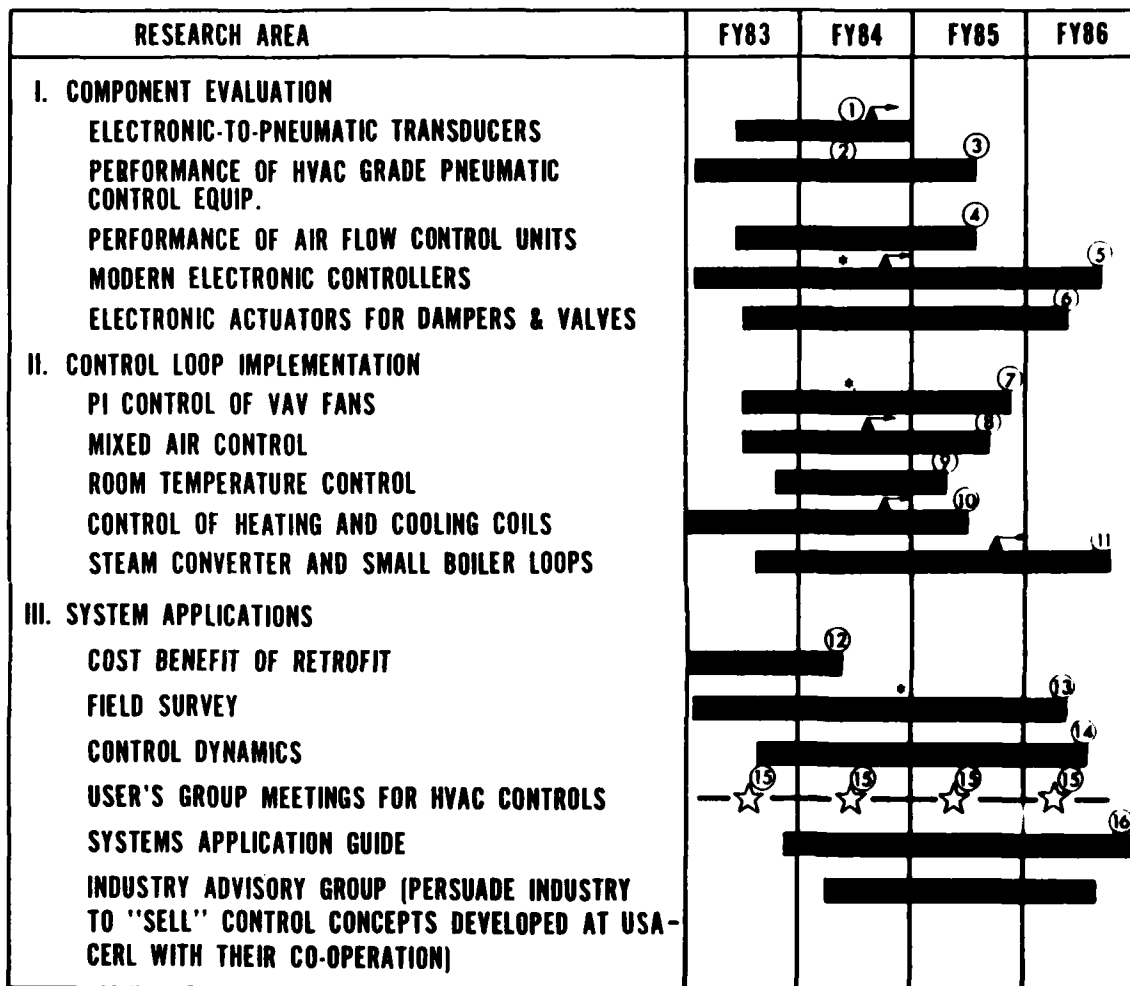 RESEARCH AREA FY83 FY84 FY85 FY86
I. COMPONENT EVALUATION
1
ELECTRONIC-TO-PNEUMATIC TRANSDUCERS
2 3
PERFORMANCE OF HVAC GRADE PNEUMATIC
CONTROL EQUIP.
4
PERFORMANCE OF AIR FLOW CONTROL UNITS
* 5
MODERN ELECTRONIC CONTROLLERS
6
ELECTRONIC ACTUATORS FOR DAMPERS & VALVES
II. CONTROL LOOP IMPLEMENTATION
* 7
PI CONTROL OF VAV FANS
8
MIXED AIR CONTROL
9
ROOM TEMPERATURE CONTROL
10
CONTROL OF HEATING AND COOLING COILS
11
STEAM CONVERTER AND SMALL BOILER LOOPS
III. SYSTEM APPLICATIONS
12
COST BENEFIT OF RETROFIT
* 13
FIELD SURVEY
14
CONTROL DYNAMICS
15 15 15 15
USER'S GROUP MEETINGS FOR HVAC CONTROLS
16
SYSTEMS APPLICATION GUIDE
INDUSTRY ADVISORY GROUP (PERSUADE INDUSTRY
TO "SELL" CONTROL CONCEPTS DEVELOPED AT USA-
CERL WITH THEIR CO-OPERATION)